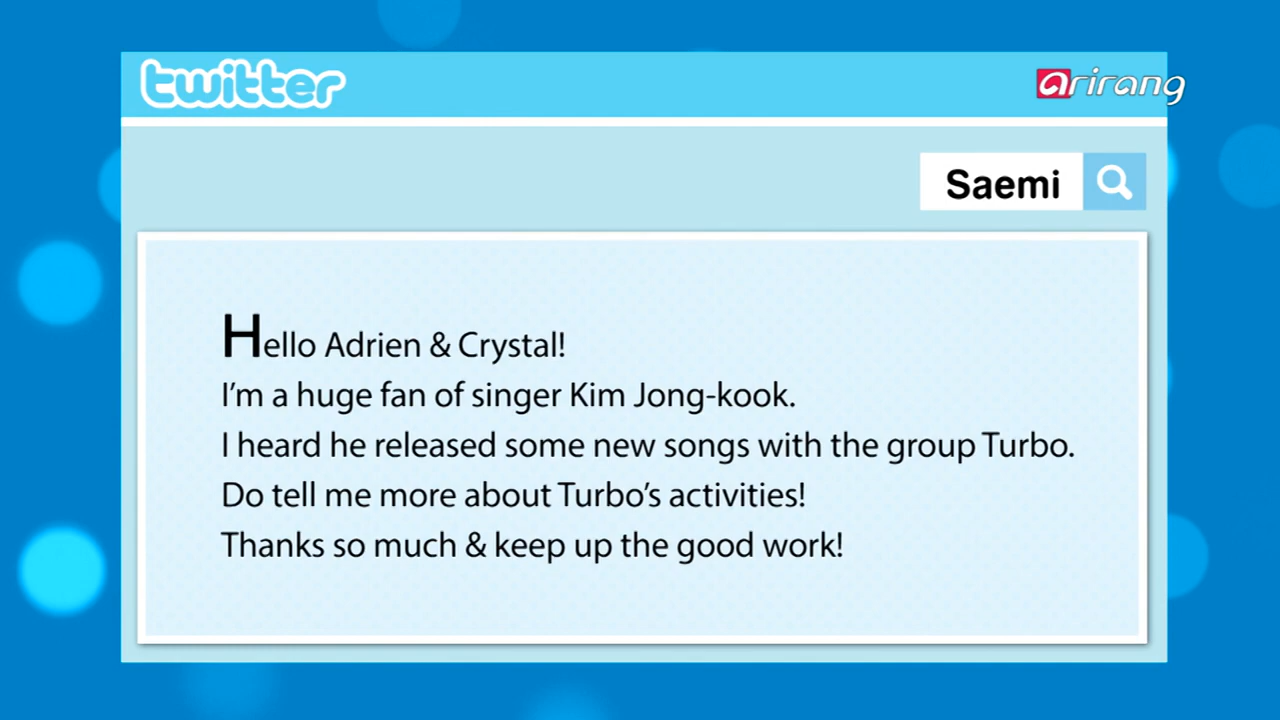 twitter
arirang
Saemi
Hello Adrien & Crystal!
I'm a huge fan of singer Kim Jong-kook.
I heard he released some new songs with the group Turbo.
Do tell me more about Turbo's activities!
Thanks so much & keep up the good work!